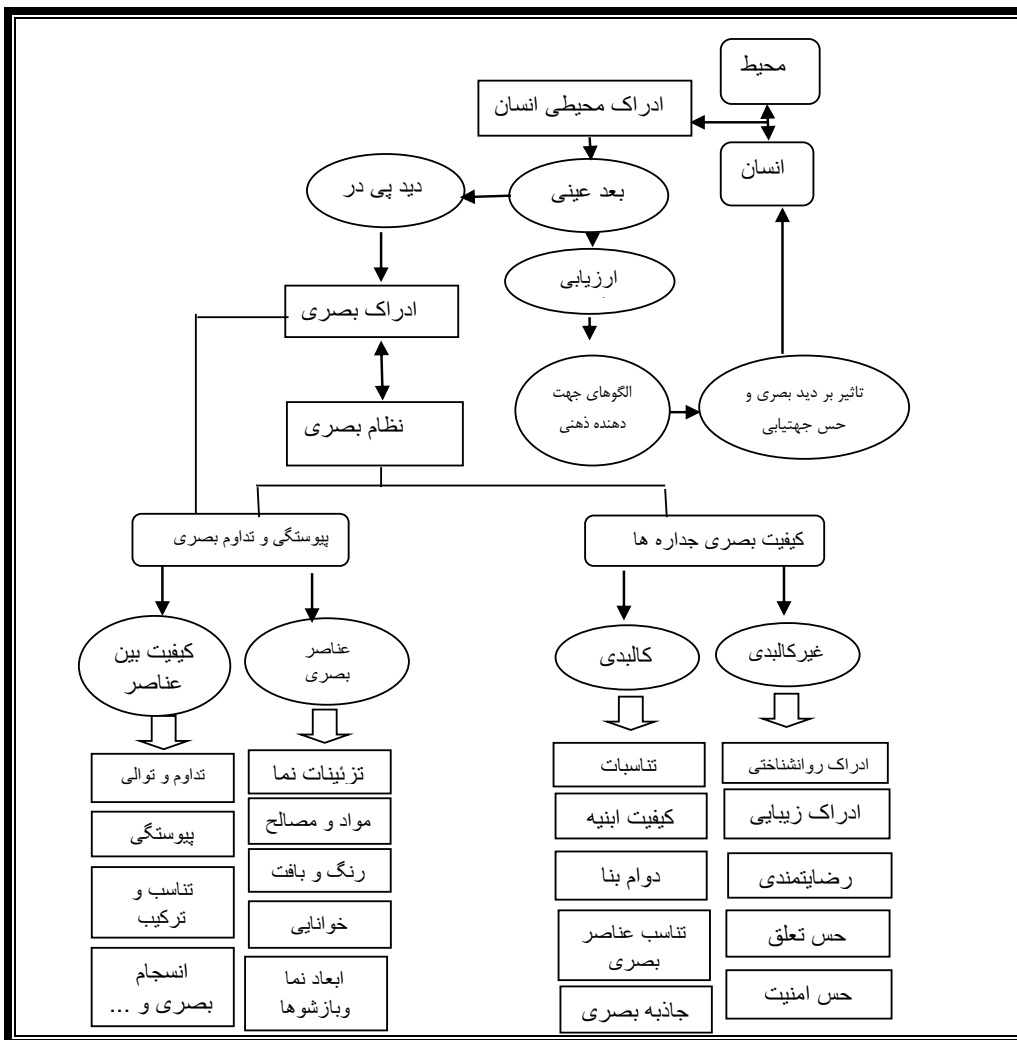 محیط
ادراک محیطی انسان
انسان
دید پی در
بعد عینی
ارزیابی
ادراک بصری
الگوهای جهت
دهنده ذهنی
تاثیر بر دید بصری و
حس جهتیابی
نظام بصری
پیوستگی و تداوم بصری
کیفیت بصری جداره ها
کیفیت بین
عناصر
عناصر
بصری
کالبدی
غیرکالبدی
تداوم و توالی
پیوستگی
تناسب و
ترکیب
انسجام
بصری و ...
تزئینات نما
مواد و مصالح
رنگ و بافت
خوانایی
ابعاد نما
وبازشوها
تناسبات
کیفیت ابنیه
دوام بنا
تناسب عناصر
بصری
جاذبه بصری
ادراک روانشناختی
ادراک زیبایی
رضایتمندی
حس تعلق
حس امنیت